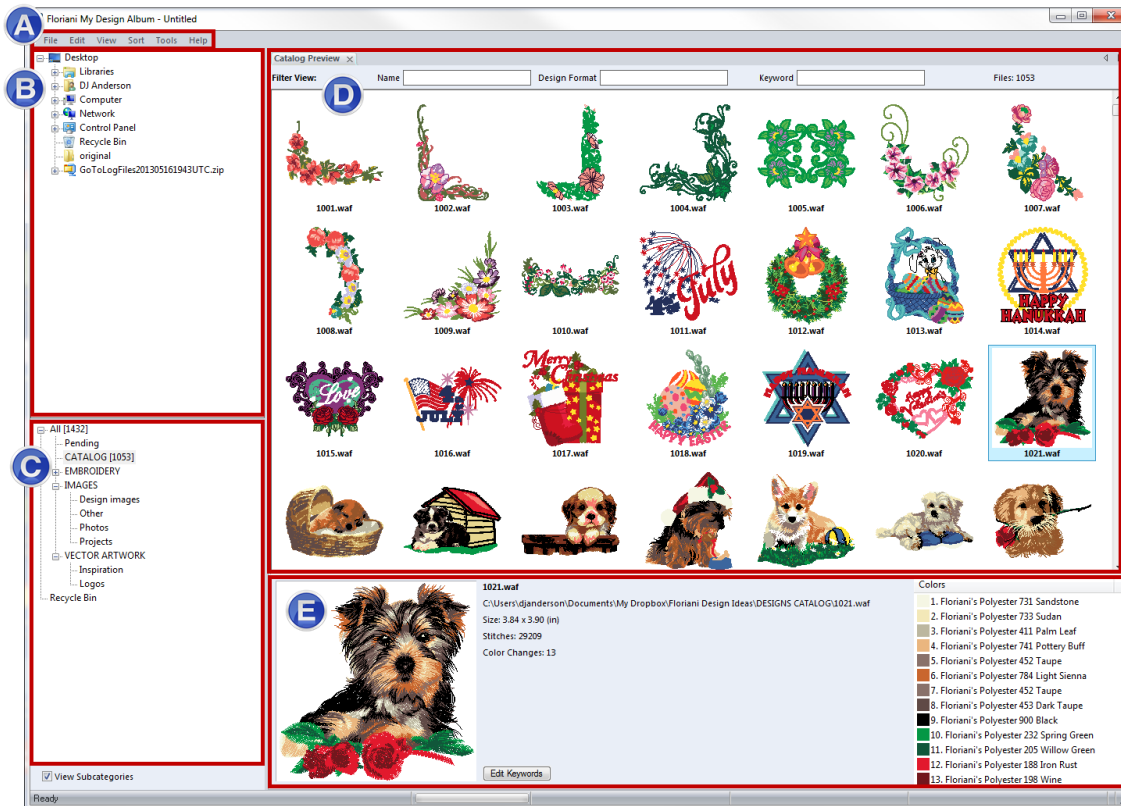 Floriani My Design Album - Untitled
A
File Edit View Sort Tools Help
B
Desktop
Libraries
DJ Anderson
Computer
Network
Control Panel
Recycle Bin
original
GoToLogFiles201305161943UTC.zip
C
All [1432]
Pending
CATALOG [1053]
EMBROIDERY
IMAGES
Design images
Other
Photos
Projects
VECTOR ARTWORK
Inspiration
Logos
Recycle Bin
View Subcategories
Ready
Catalog Preview
Filter View: Name Design Format Keyword Files: 1053
D
1001.waf 1002.waf 1003.waf 1004.waf 1005.waf 1006.waf 1007.waf
4th July
HAPPY HANUKKAH
1008.waf 1009.waf 1010.waf 1011.waf 1012.waf 1013.waf 1014.waf
Love
JULY
Merry Christmas
HAPPY EASTER
1015.waf 1016.waf 1017.waf 1018.waf 1019.waf 1020.waf 1021.waf
E
1021.waf
C:\Users\djanderson\Documents\My Dropbox\Floriani Design Ideas\DESIGNS CATALOG\1021.waf
Size: 3.84 x 3.90 (in)
Stitches: 29209
Color Changes: 13
Edit Keywords
Colors
1. Floriani's Polyester 731 Sandstone
2. Floriani's Polyester 733 Sudan
3. Floriani's Polyester 411 Palm Leaf
4. Floriani's Polyester 741 Pottery Buff
5. Floriani's Polyester 452 Taupe
6. Floriani's Polyester 784 Light Sienna
7. Floriani's Polyester 452 Taupe
8. Floriani's Polyester 453 Dark Taupe
9. Floriani's Polyester 900 Black
10. Floriani's Polyester 232 Spring Green
11. Floriani's Polyester 205 Willow Green
12. Floriani's Polyester 188 Iron Rust
13. Floriani's Polyester 198 Wine